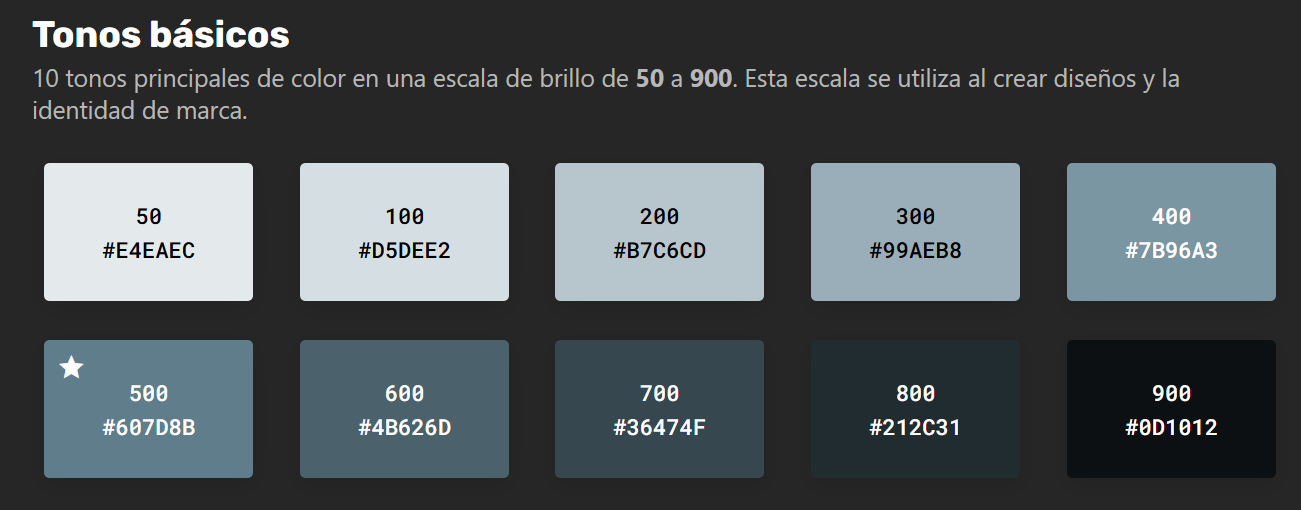 Tonos básicos
10 tonos principales de color en una escala de brillo de 50 a 900. Esta escala se utiliza al crear diseños y la
identidad de marca.
50
#E4EAEC
100
#D5DEE2
200
#B7C6CD
300
#99AEB8
400
#7B96A3
500
#607D8B
600
#4B626D
700
#36474F
800
#212C31
900
#0D1012